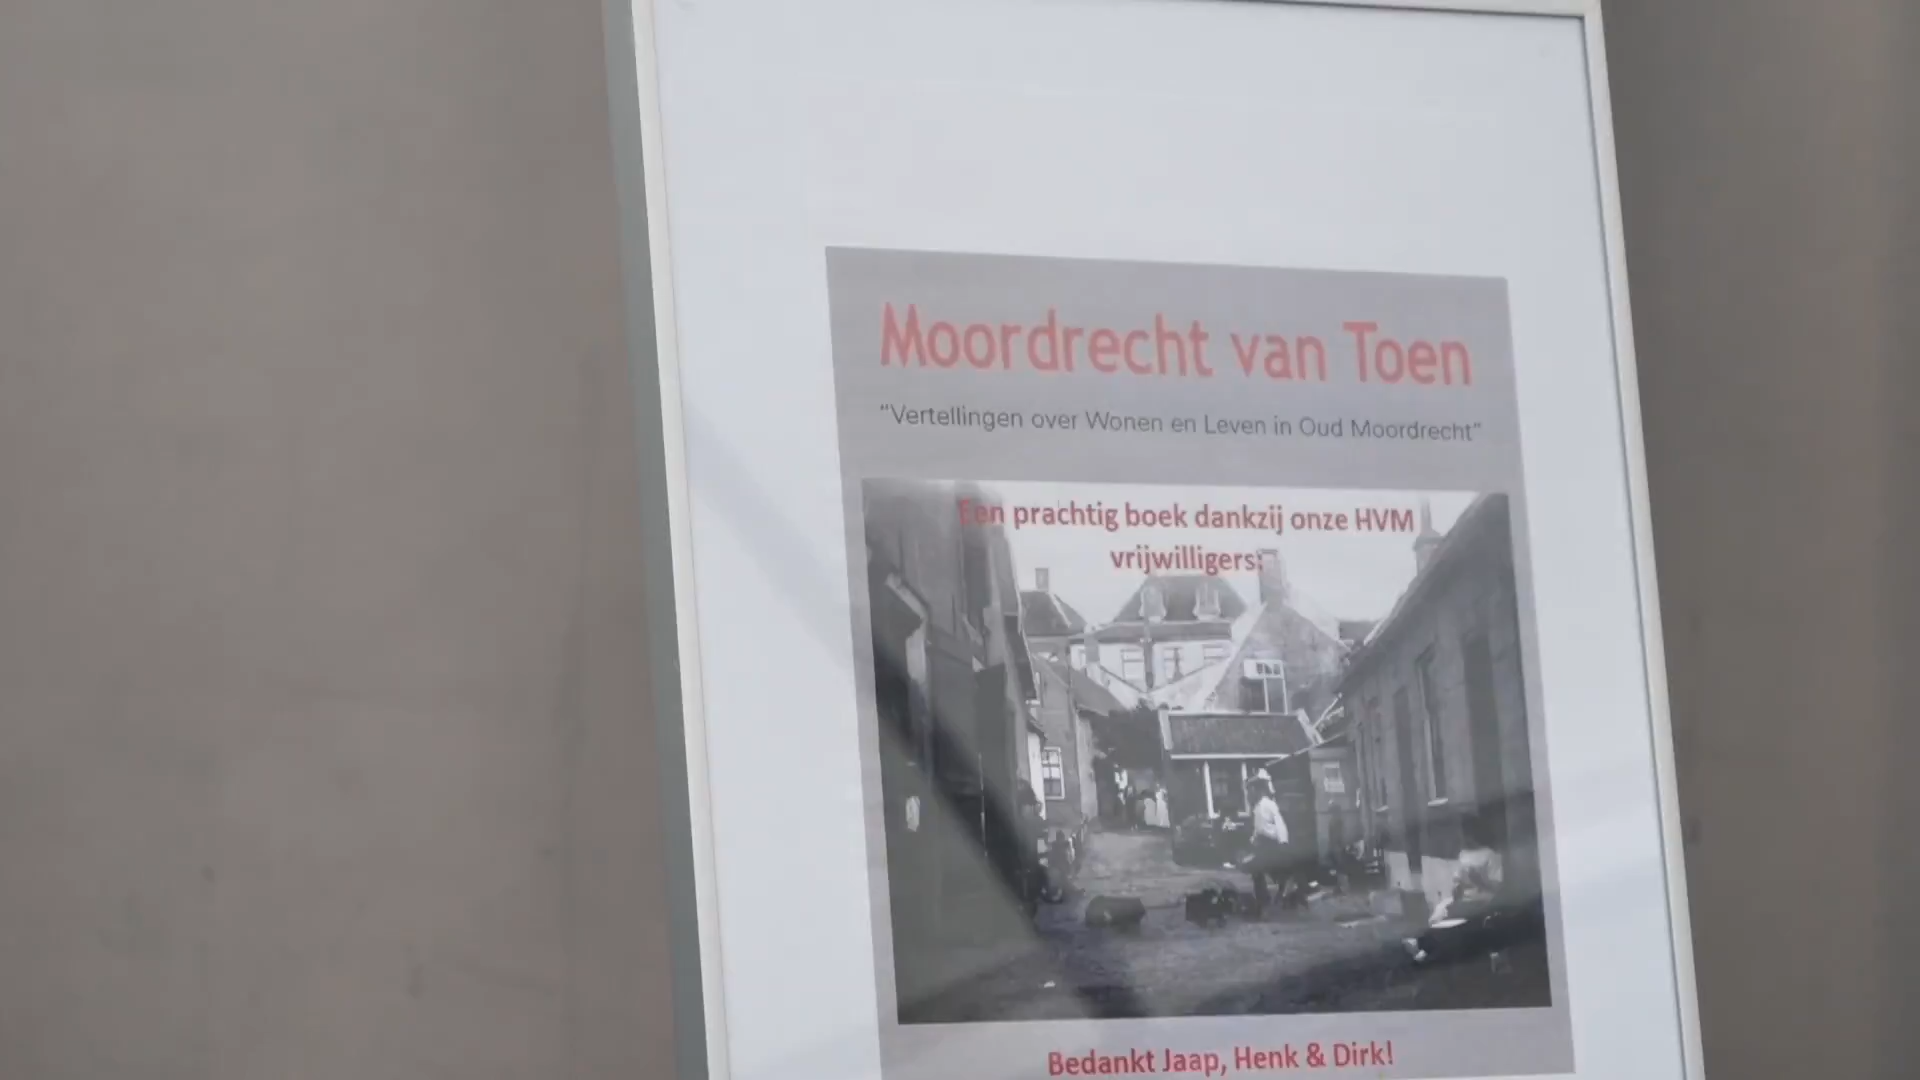 Moordrecht van Toen
“Vertellingen over Wonen en Leven in Oud Moordrecht”
Een prachtig boek dankzij onze HVM
vrijwilligers:
Bedankt Jaap, Henk & Dirk!